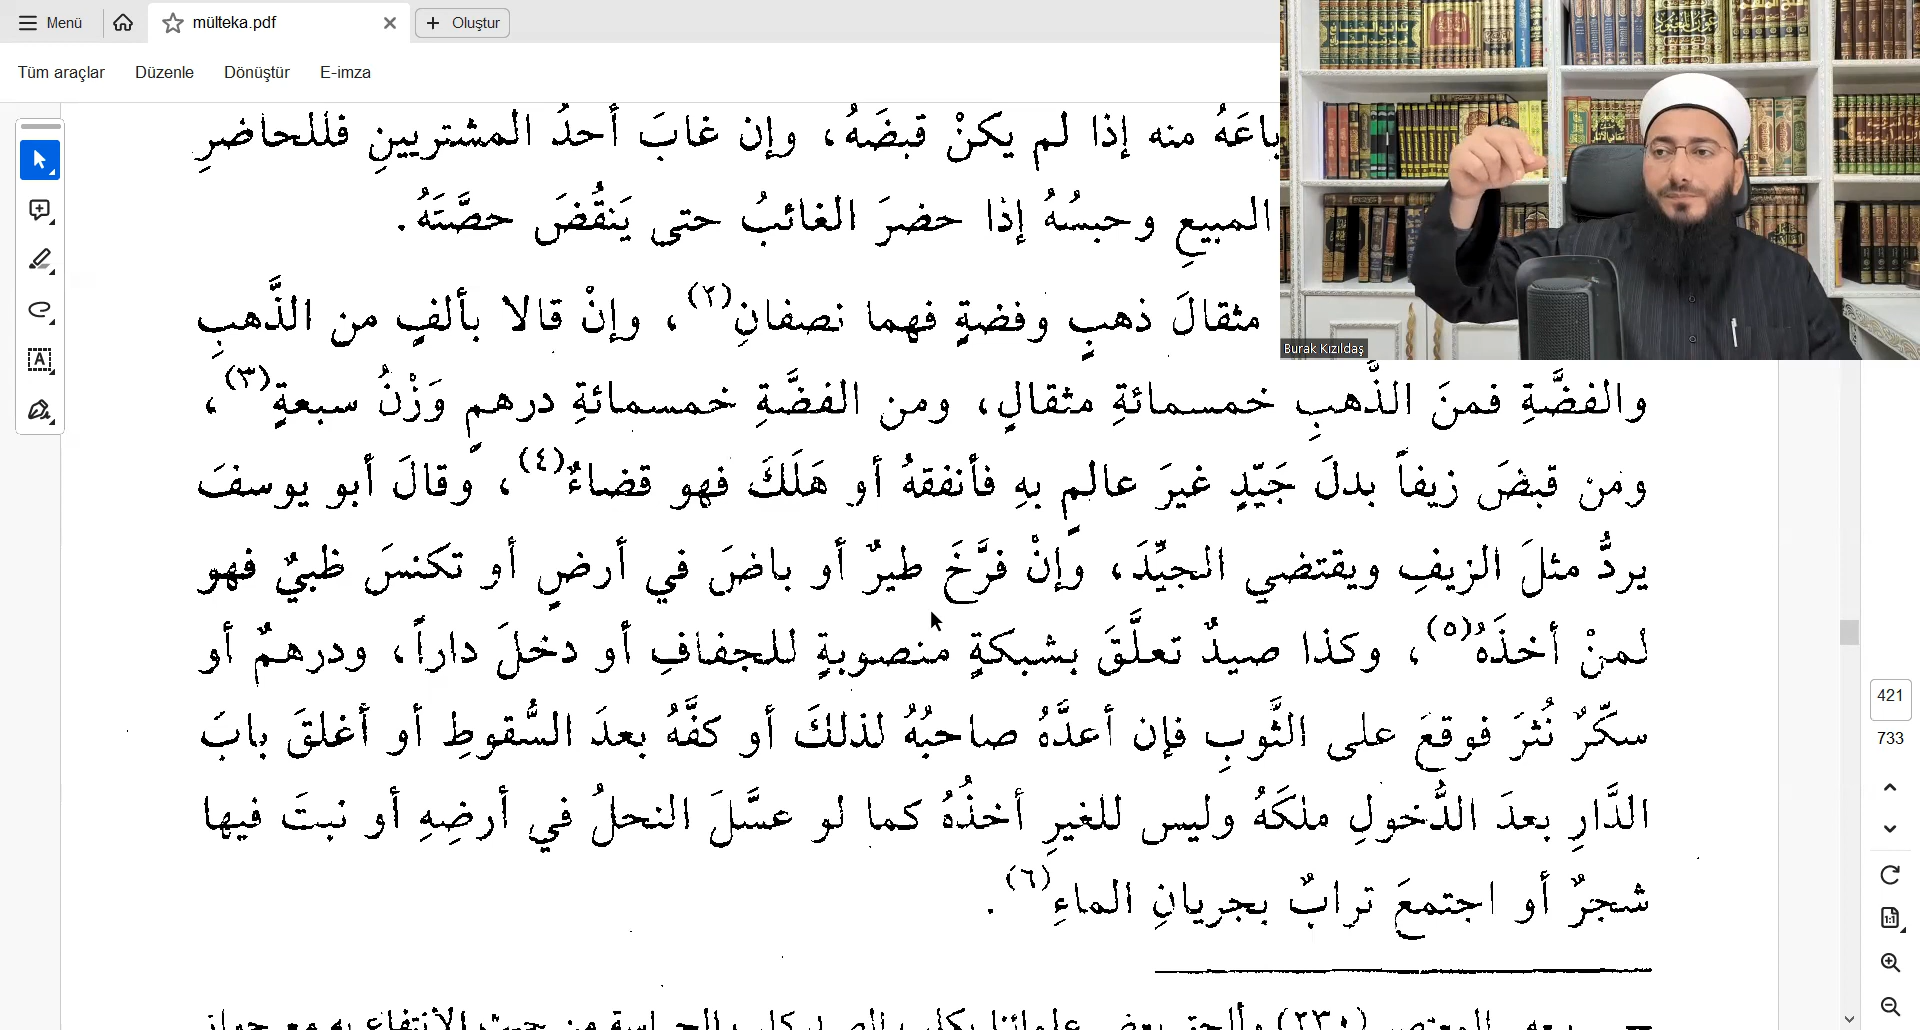 Menü
mülteka.pdf
Oluştur
Tüm araçlar
Düzenle
Dönüştür
E-imza
باعَهُ منه إذا لم يكنْ قبضَهُ، وإن غابَ أحدُ المشتريينِ فللحاضرِ
المبيعِ وحبسُهُ إذا حضرَ الغائبُ حتى يَنقُضَ حصَّتَهُ.
مثقالَ ذهبٍ وفضةٍ فهما نصفانِ(٢)، وإنْ قالا بألفٍ من الذَّهبِ
والفضَّةِ فمنَ الذَّهبِ خمسمائةِ مثقالٍ، ومن الفضَّةِ خمسمائةِ درهمٍ وَزْنُ سبعةٍ(٣)،
ومن قبضَ زيفاً بدلَ جَيّدٍ غيرَ عالمٍ بهِ فأنفقهُ أو هَلَكَ فهو قضاءٌ(٤)، وقالَ أبو يوسفَ
يردُّ مثلَ الزيفِ ويقتضي الجيِّدَ، وإنْ فرَّخَ طيرٌ أو باضَ في أرضٍ أو تكنسَ ظبيٌ فهو
لمنْ أخذَهُ(٥)، وكذا صيدٌ تعلَّقَ بشبكةٍ منصوبةٍ للجفافِ أو دخلَ داراً، ودرهمٌ أو
سكّرٌ نُثرَ فوقعَ على الثَّوبِ فإن أعدَّهُ صاحبُهُ لذلكَ أو كفَّهُ بعدَ السُّقوطِ أو أغلقَ بابَ
الدَّارِ بعدَ الدُّخولِ ملكَهُ وليس للغيرِ أخذُهُ كما لو عسَّلَ النحلُ في أرضِهِ أو نبتَ فيها
شجرٌ أو اجتمعَ ترابٌ بجريانِ الماءِ(٦).
Burak Kızıldaş
421
733